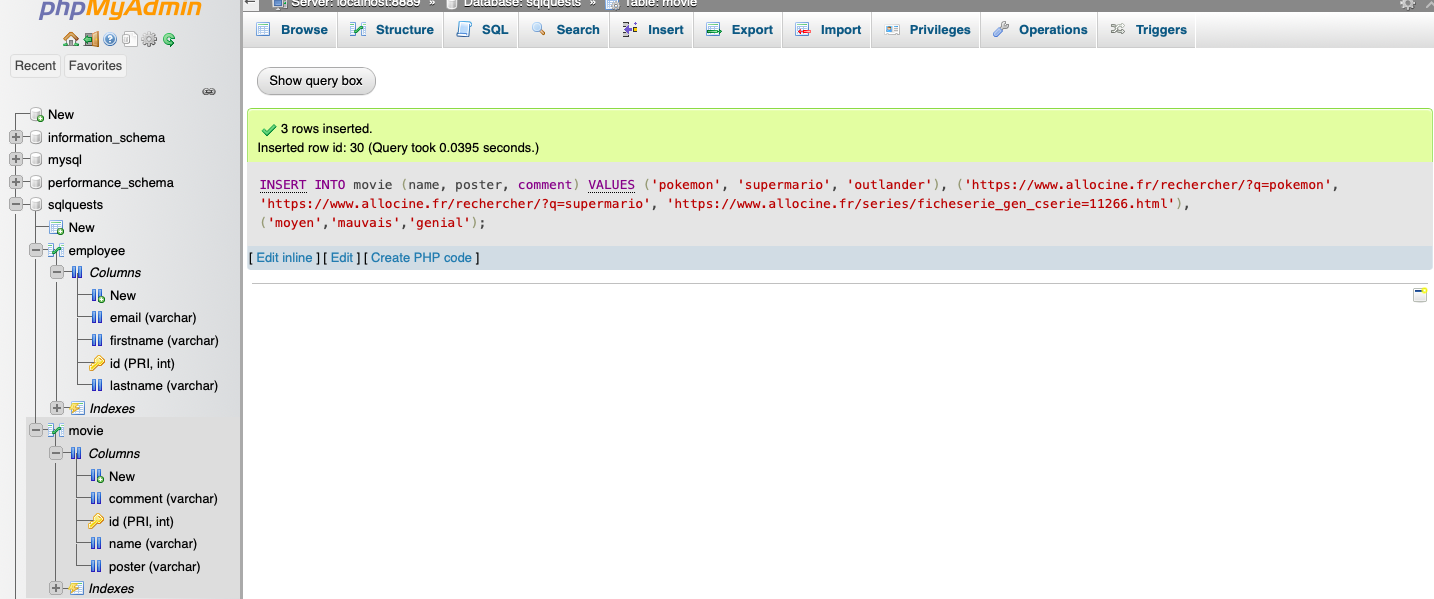 phpMyAdmin
Recent Favorites
New
information_schema
mysql
performance_schema
sqlquests
New
employee
Columns
New
email (varchar)
firstname (varchar)
id (PRI, int)
lastname (varchar)
Indexes
movie
Columns
New
comment (varchar)
id (PRI, int)
name (varchar)
poster (varchar)
Indexes
Server: localhost:8889 » Database: sqlquests » Table: movie
Browse Structure SQL Search Insert Export Import Privileges Operations Triggers
Show query box
3 rows inserted.
Inserted row id: 30 (Query took 0.0395 seconds.)
INSERT INTO movie (name, poster, comment) VALUES ('pokemon', 'supermario', 'outlander'), ('https://www.allocine.fr/rechercher/?q=pokemon',
'https://www.allocine.fr/rechercher/?q=supermario', 'https://www.allocine.fr/series/ficheserie_gen_cserie=11266.html'),
('moyen','mauvais','genial');
[ Edit inline ] [ Edit ] [ Create PHP code ]